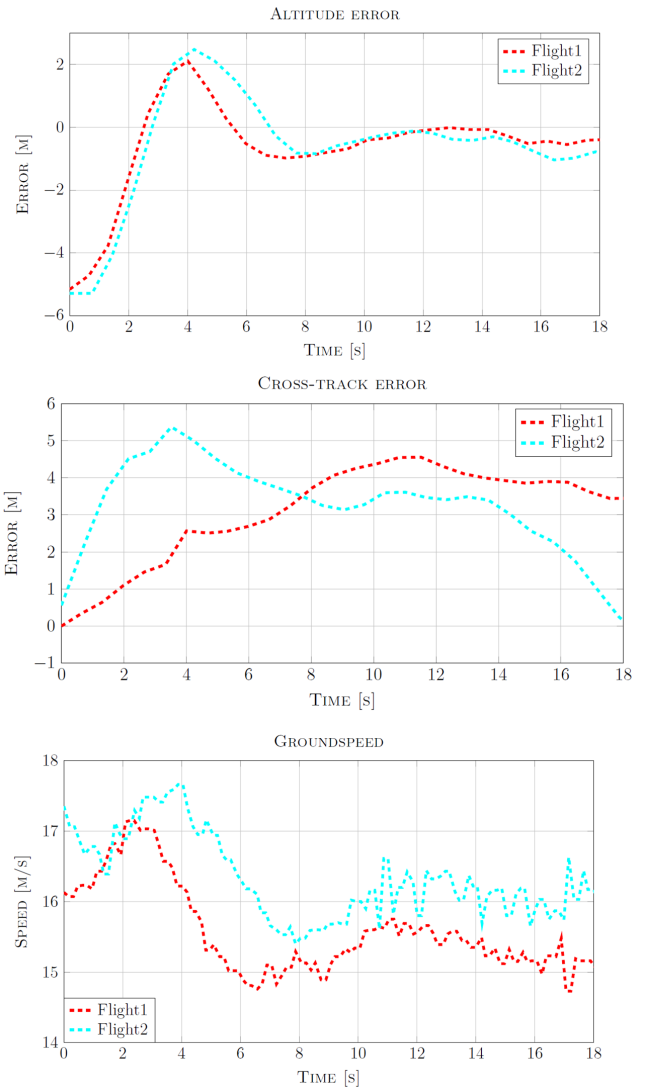 Altitude error
Error [m]
2
0
−2
−4
−6
Flight1
Flight2
0 2 4 6 8 10 12 14 16 18
Time [s]
Cross-track error
Error [m]
6
5
4
3
2
1
0
−1
Flight1
Flight2
0 2 4 6 8 10 12 14 16 18
Time [s]
Groundspeed
Speed [m/s]
18
17
16
15
14
Flight1
Flight2
0 2 4 6 8 10 12 14 16 18
Time [s]